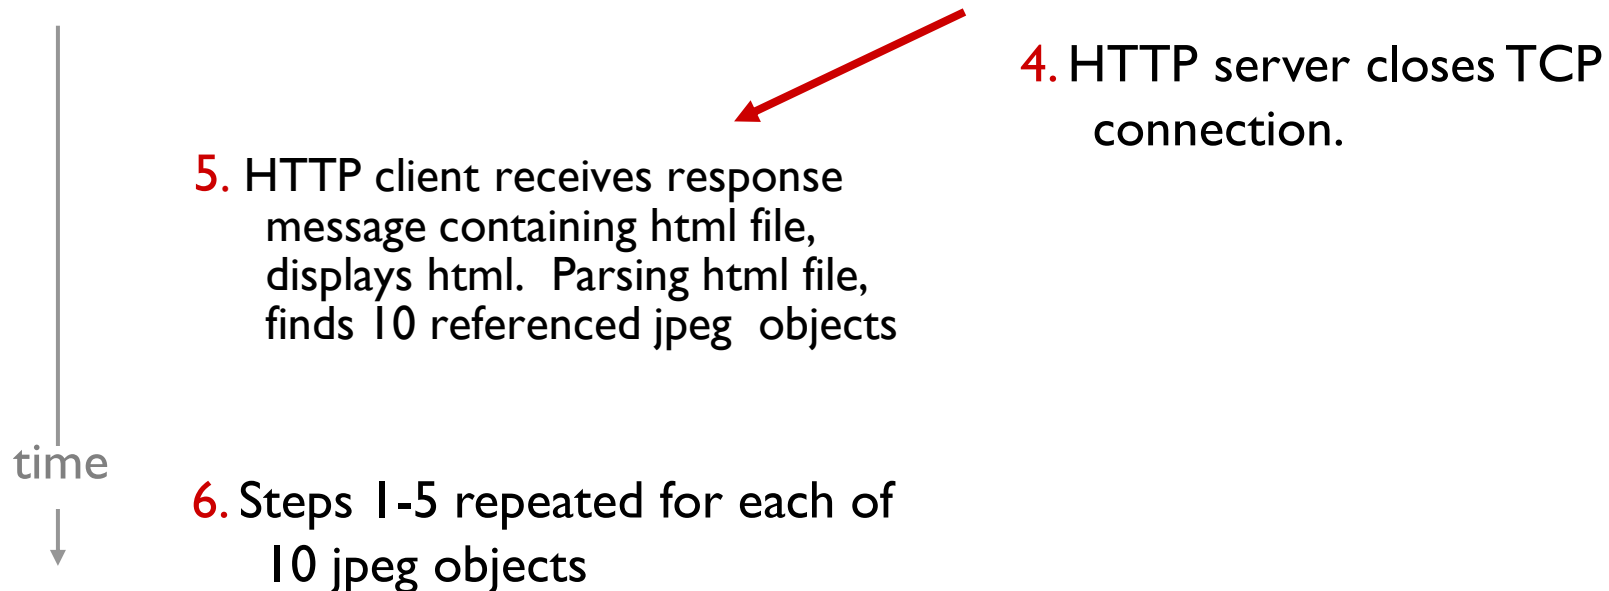 4. HTTP server closes TCP
connection.
5. HTTP client receives response
message containing html file,
displays html.  Parsing html file,
finds 10 referenced jpeg  objects
time
6. Steps 1-5 repeated for each of
10 jpeg objects